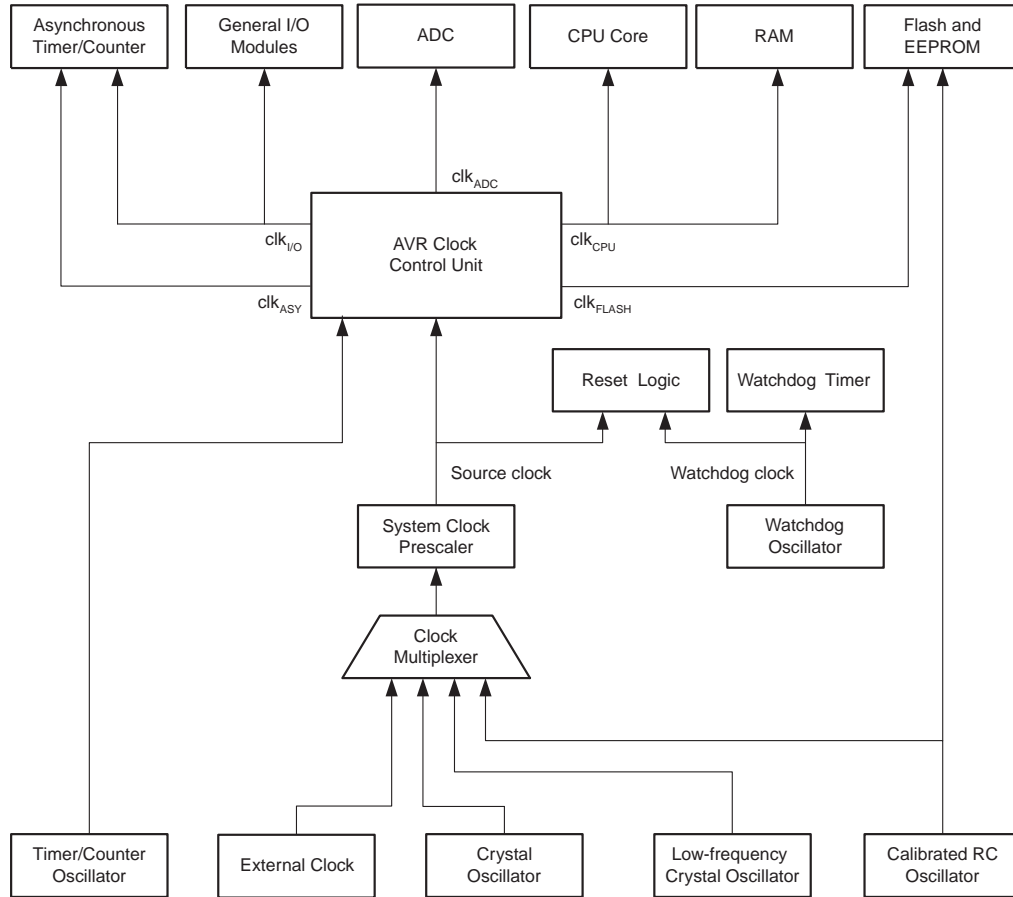 Asynchronous
Timer/Counter
General I/O
Modules
ADC
CPU Core
RAM
Flash and
EEPROM
clkADC
clkI/O
AVR Clock
Control Unit
clkCPU
clkASY
clkFLASH
Reset Logic
Watchdog Timer
Source clock
Watchdog clock
System Clock
Prescaler
Watchdog
Oscillator
Clock
Multiplexer
Timer/Counter
Oscillator
External Clock
Crystal
Oscillator
Low-frequency
Crystal Oscillator
Calibrated RC
Oscillator